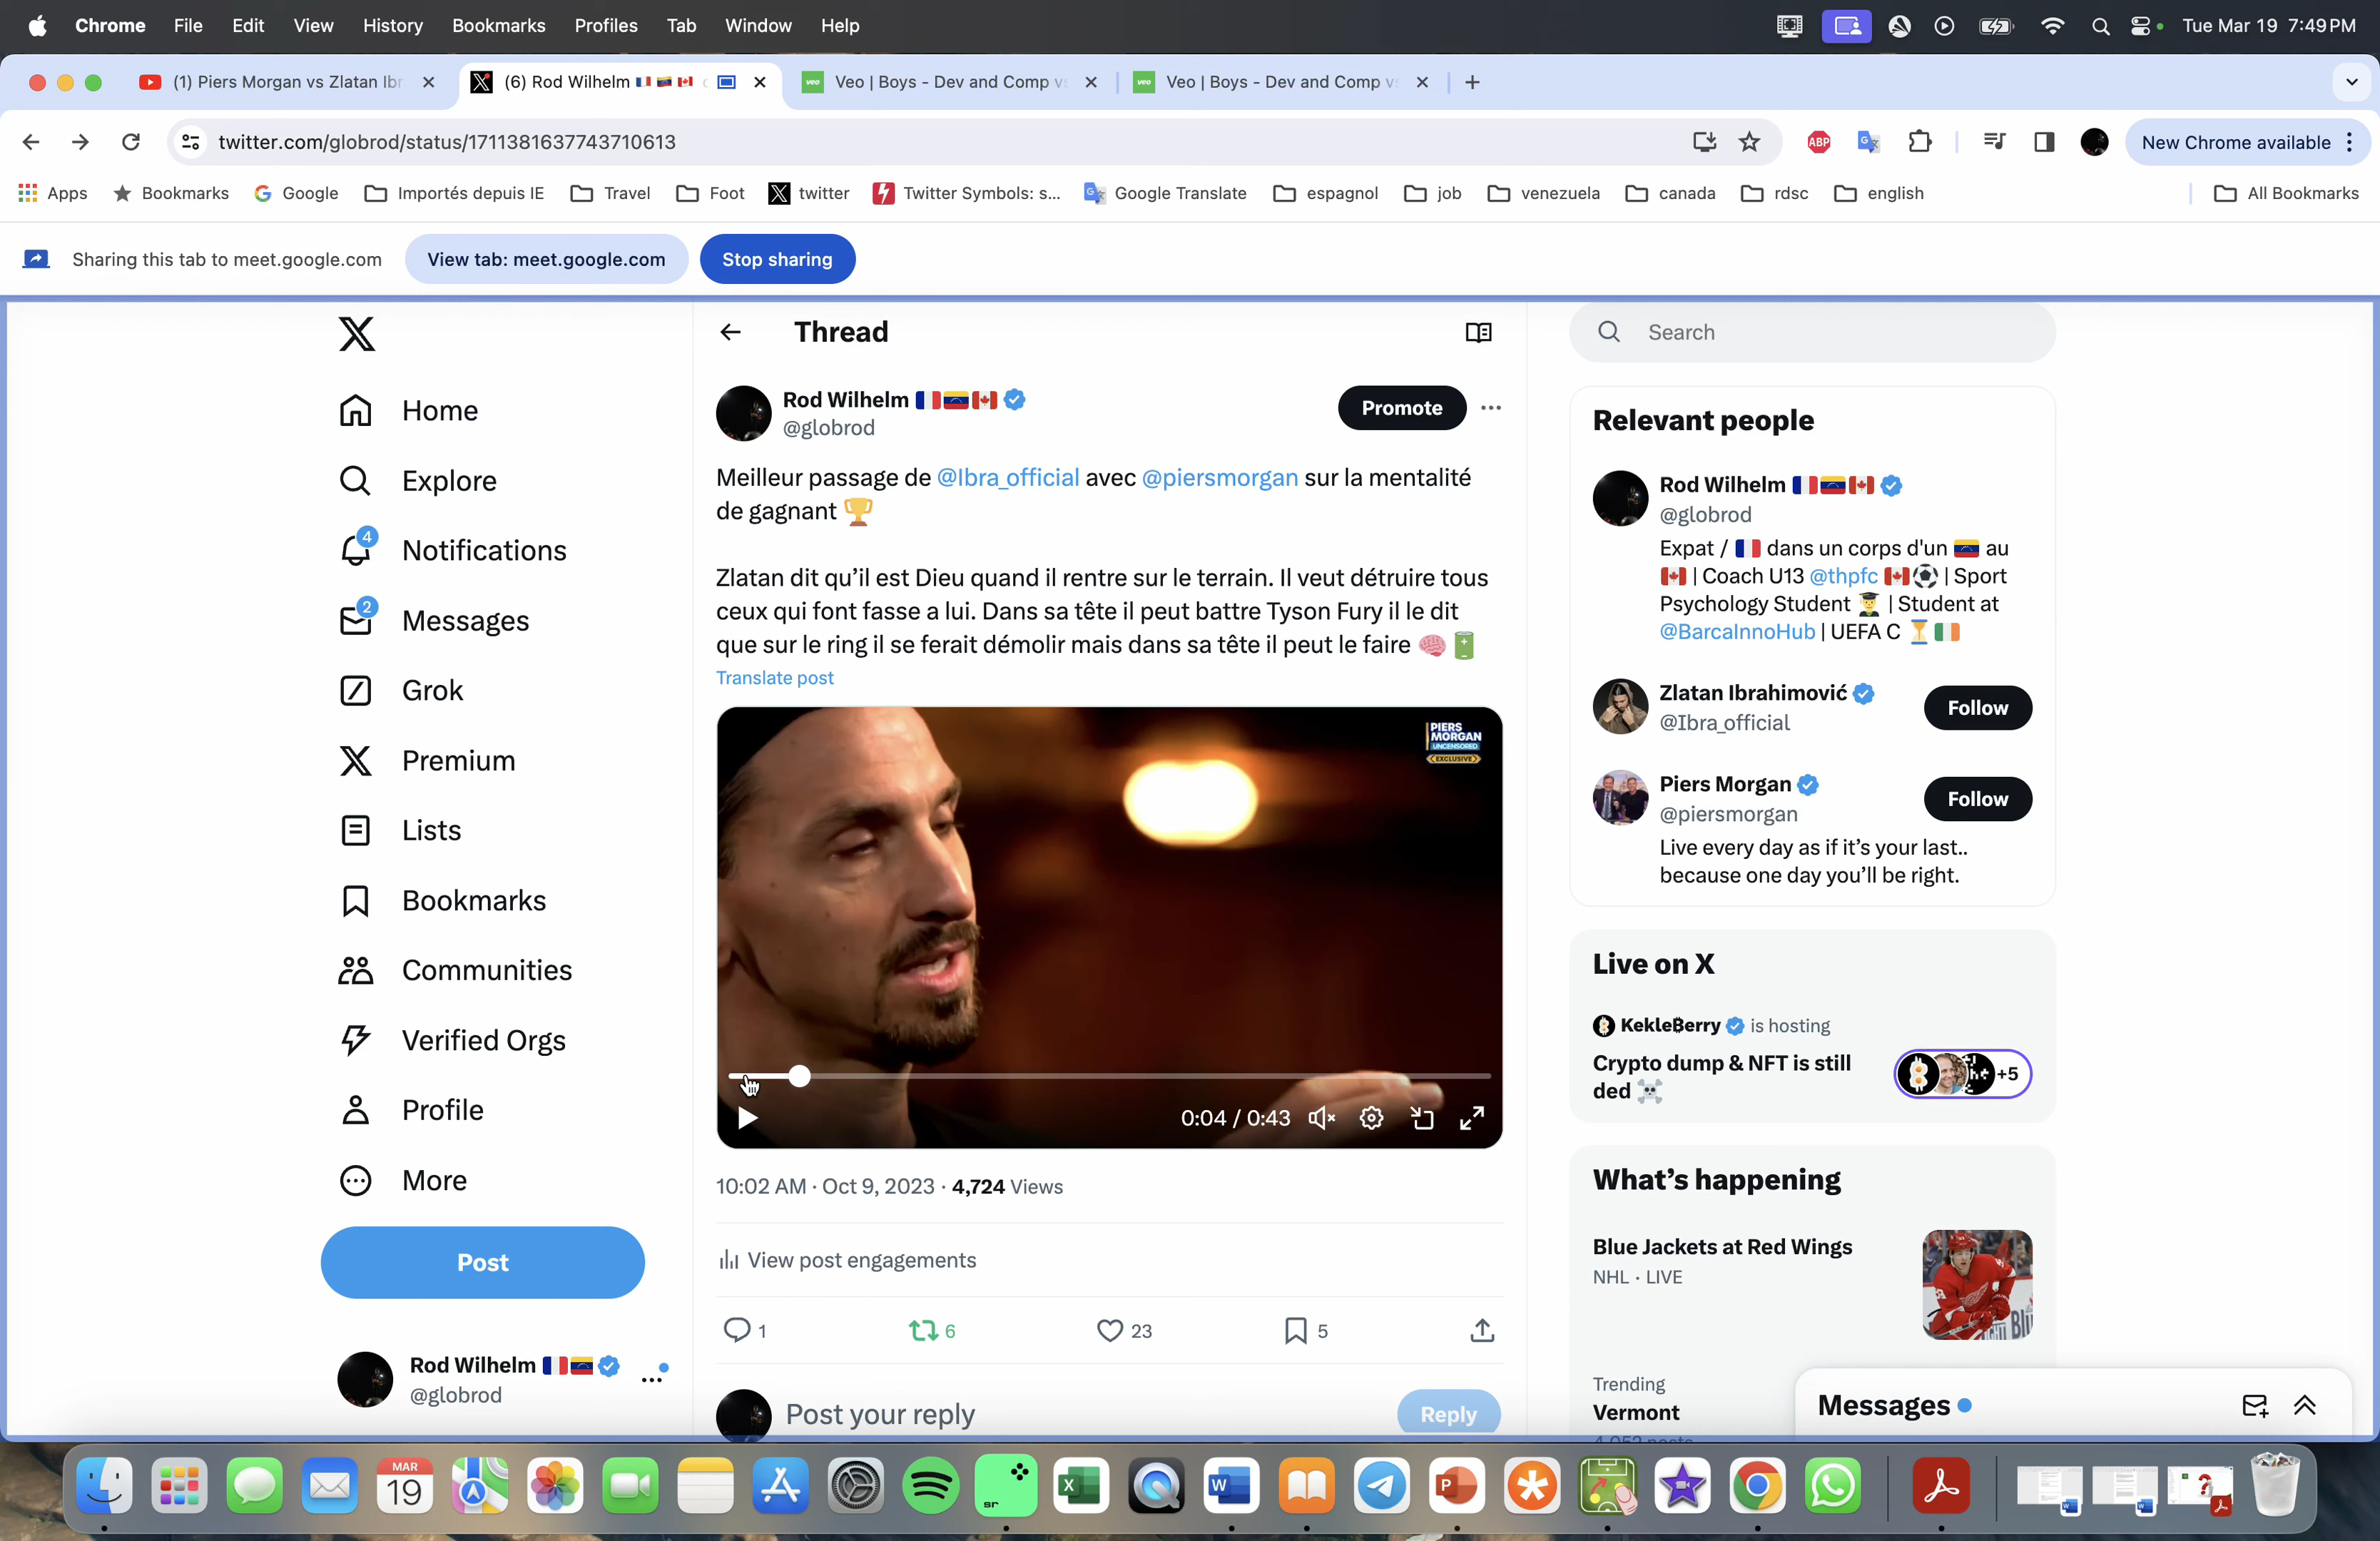 Chrome File Edit View History Bookmarks Profiles Tab Window Help Tue Mar 19 7:49 PM
(1) Piers Morgan vs Zlatan Ibr
(6) Rod Wilhelm
Veo | Boys - Dev and Comp vs
Veo | Boys - Dev and Comp vs
twitter.com/globrod/status/1711381637743710613
ABP
New Chrome available
Apps Bookmarks Google Importés depuis IE Travel Foot twitter Twitter Symbols: s... Google Translate espagnol job venezuela canada rdsc english All Bookmarks
Sharing this tab to meet.google.com
View tab: meet.google.com
Stop sharing
Home
Explore
4
Notifications
2
Messages
Grok
Premium
Lists
Bookmarks
Communities
Verified Orgs
Profile
More
Post
Rod Wilhelm 🇫🇷🇻🇪
@globrod
Thread
Rod Wilhelm 🇫🇷🇻🇪🇨🇦
@globrod
Promote
Meilleur passage de @Ibra_official avec @piersmorgan sur la mentalité
de gagnant 🏆
Zlatan dit qu’il est Dieu quand il rentre sur le terrain. Il veut détruire tous
ceux qui font fasse a lui. Dans sa tête il peut battre Tyson Fury il le dit
que sur le ring il se ferait démolir mais dans sa tête il peut le faire 🧠🔋
Translate post
PIERS
MORGAN
UNCENSORED
EXCLUSIVE
0:04 / 0:43
10:02 AM · Oct 9, 2023 · 4,724 Views
View post engagements
1 6 23 5
Post your reply
Reply
Search
Relevant people
Rod Wilhelm 🇫🇷🇻🇪🇨🇦
@globrod
Expat / 🇫🇷 dans un corps d'un 🇻🇪 au
🇨🇦 | Coach U13 @thpfc 🇨🇦⚽ | Sport
Psychology Student 👨‍🎓 | Student at
@BarcaInnoHub | UEFA C ⏳🇮🇪
Zlatan Ibrahimović
@Ibra_official
Follow
Piers Morgan
@piersmorgan
Follow
Live every day as if it’s your last..
because one day you’ll be right.
Live on X
KekleBerry is hosting
Crypto dump & NFT is still
ded ☠️
+5
What’s happening
Blue Jackets at Red Wings
NHL · LIVE
Trending
Vermont
Messages
MAR
19
sr